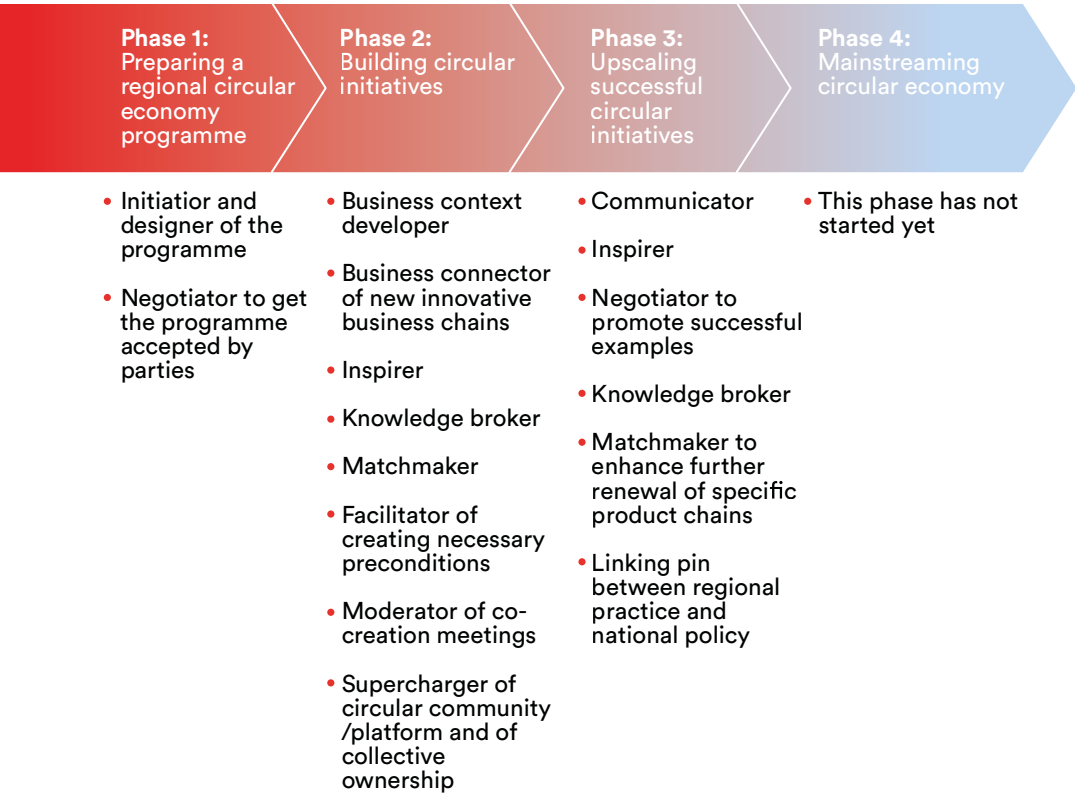 Phase 1:
Preparing a
regional circular
economy
programme
Phase 2:
Building circular
initiatives
Phase 3:
Upscaling
successful
circular
initiatives
Phase 4:
Mainstreaming
circular economy
• Initiatior and
designer of the
programme
• Negotiator to get
the programme
accepted by
parties
• Business context
developer
• Business connector
of new innovative
business chains
• Inspirer
• Knowledge broker
• Matchmaker
• Facilitator of
creating necessary
preconditions
• Moderator of co-
creation meetings
• Supercharger of
circular community
/platform and of
collective
ownership
• Communicator
• Inspirer
• Negotiator to
promote successful
examples
• Knowledge broker
• Matchmaker to
enhance further
renewal of specific
product chains
• Linking pin
between regional
practice and
national policy
• This phase has not
started yet